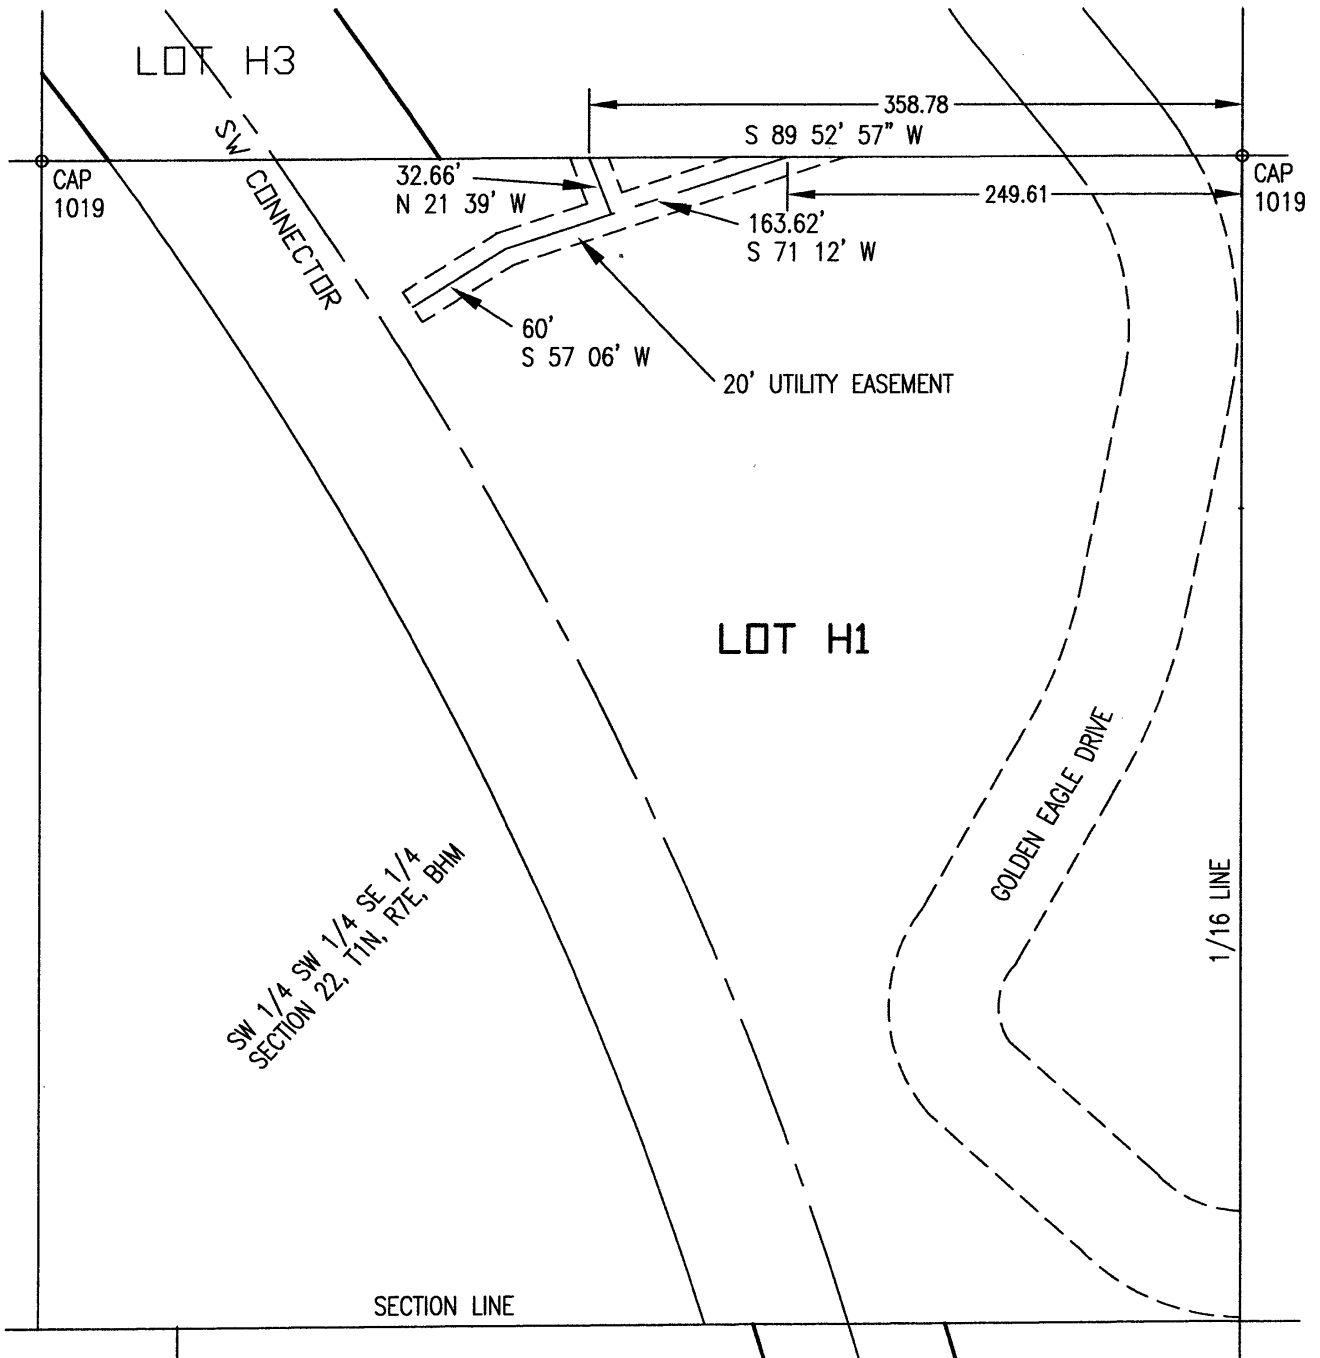 LOT H3
358.78
S 89 52' 57" W
SW CONNECTOR
CAP
1019
32.66'
N 21 39' W
249.61
CAP
1019
163.62'
S 71 12' W
60'
S 57 06' W
20' UTILITY EASEMENT
LOT H1
GOLDEN EAGLE DRIVE
1/16 LINE
SW 1/4 SW 1/4 SE 1/4
SECTION 22, T1N, R7E, BHM
SECTION LINE